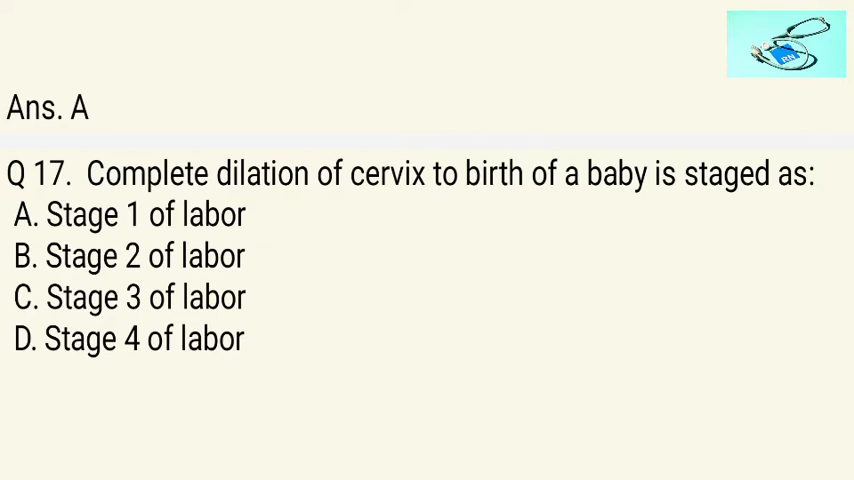 RN
Ans. A
Q 17. Complete dilation of cervix to birth of a baby is staged as:
A. Stage 1 of labor
B. Stage 2 of labor
C. Stage 3 of labor
D. Stage 4 of labor